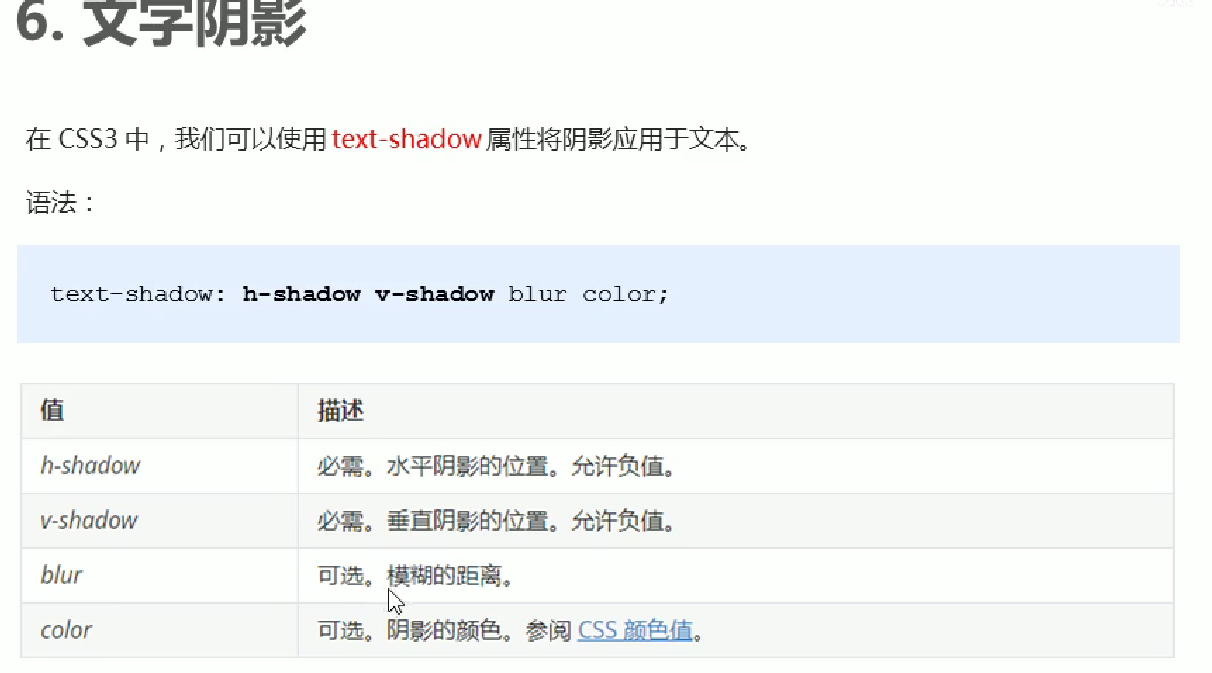 6. 文字阴影
在 CSS3 中，我们可以使用 text-shadow 属性将阴影应用于文本。
语法：
text-shadow: h-shadow v-shadow blur color;
值 描述
h-shadow 必需。水平阴影的位置。允许负值。
v-shadow 必需。垂直阴影的位置。允许负值。
blur 可选。模糊的距离。
color 可选。阴影的颜色。参阅 CSS 颜色值。